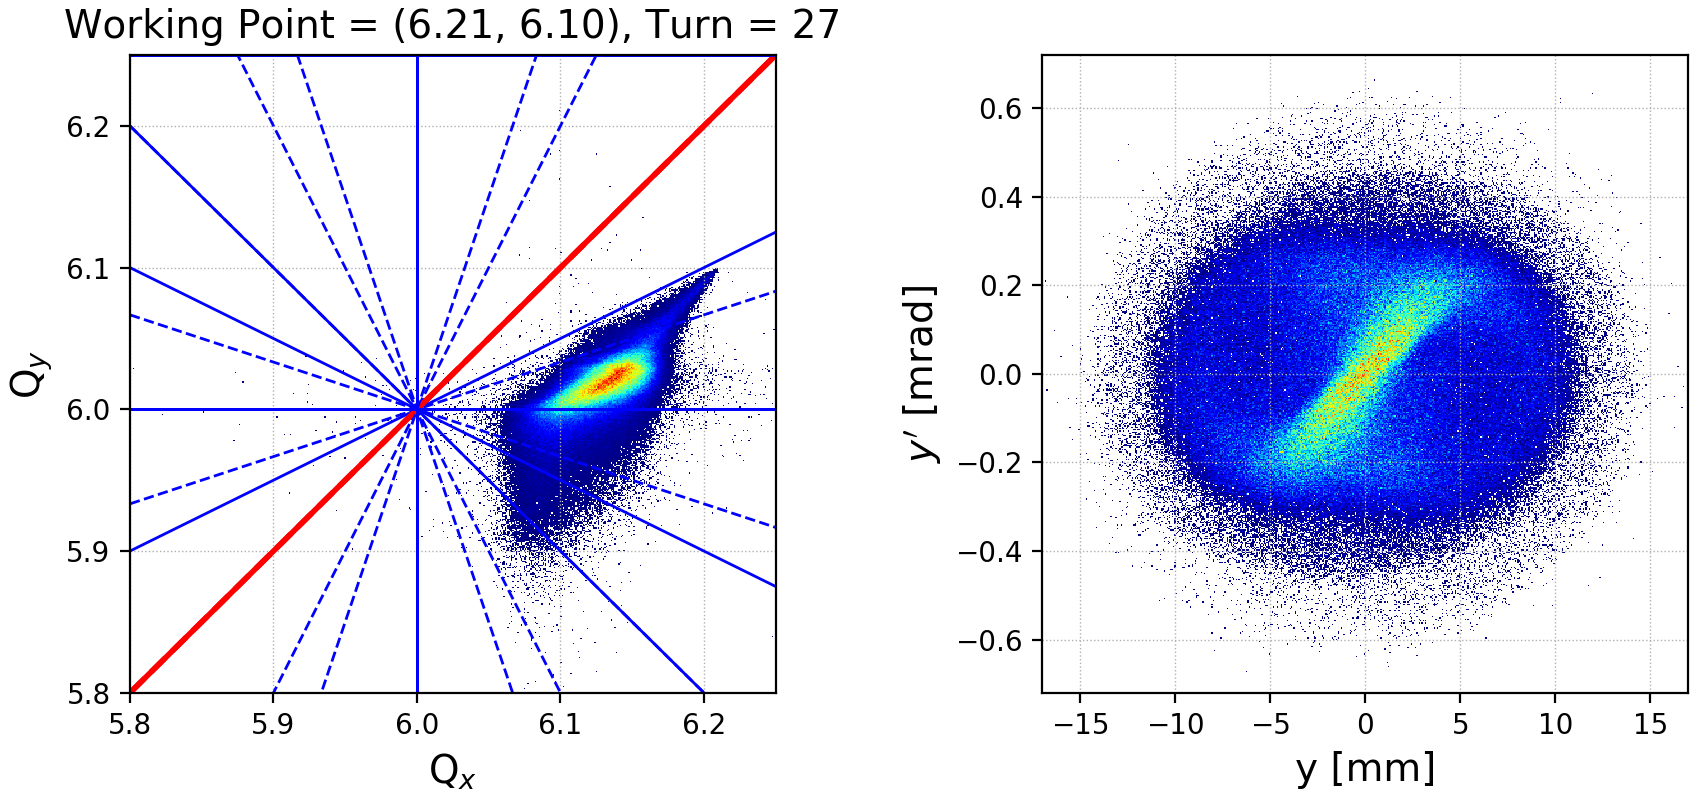 Working Point = (6.21, 6.10), Turn = 27
6.2
6.1
6.0
5.9
5.8
Q_y
5.8 5.9 6.0 6.1 6.2
Q_x
0.6
0.4
0.2
0.0
−0.2
−0.4
−0.6
y′ [mrad]
−15 −10 −5 0 5 10 15
y [mm]